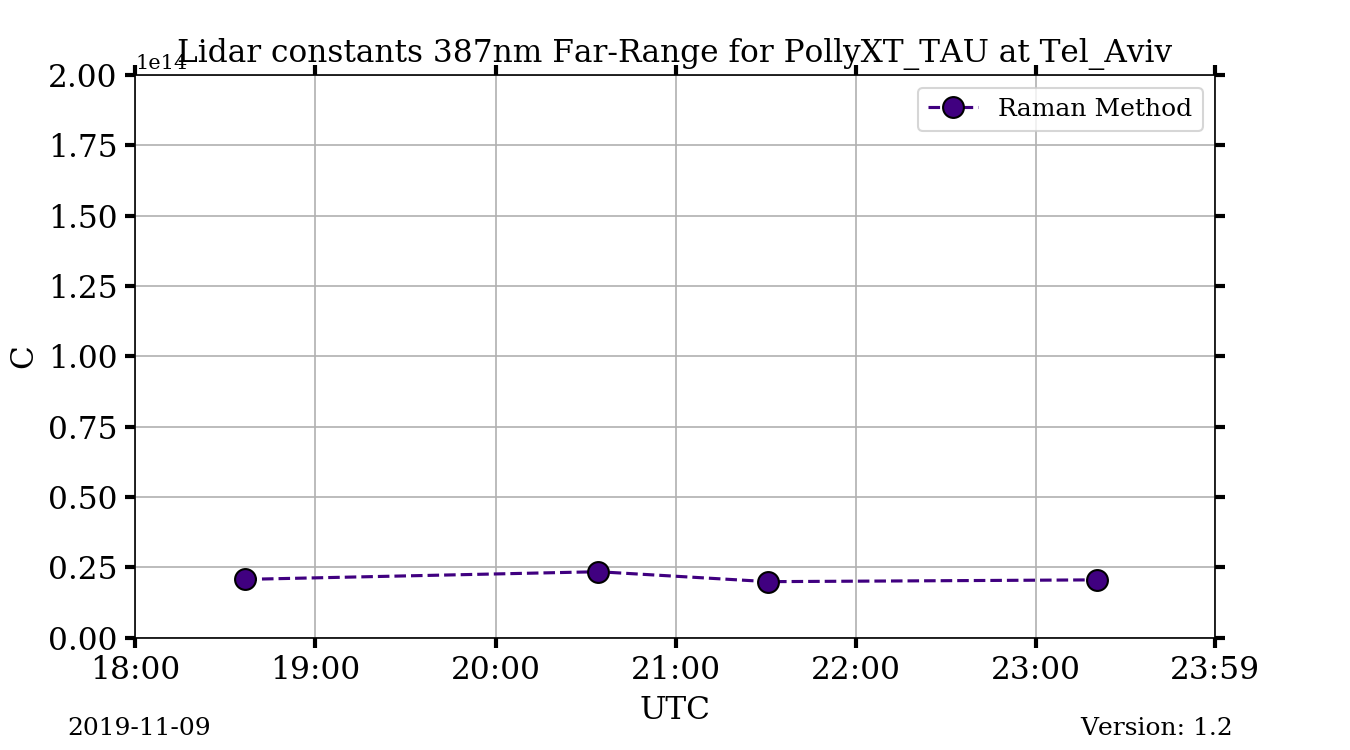 Lidar constants 387nm Far-Range for PollyXT_TAU at Tel_Aviv
1e14
Raman Method
2.00
1.75
1.50
1.25
1.00
0.75
0.50
0.25
0.00
C
18:00 19:00 20:00 21:00 22:00 23:00 23:59
UTC
2019-11-09 Version: 1.2